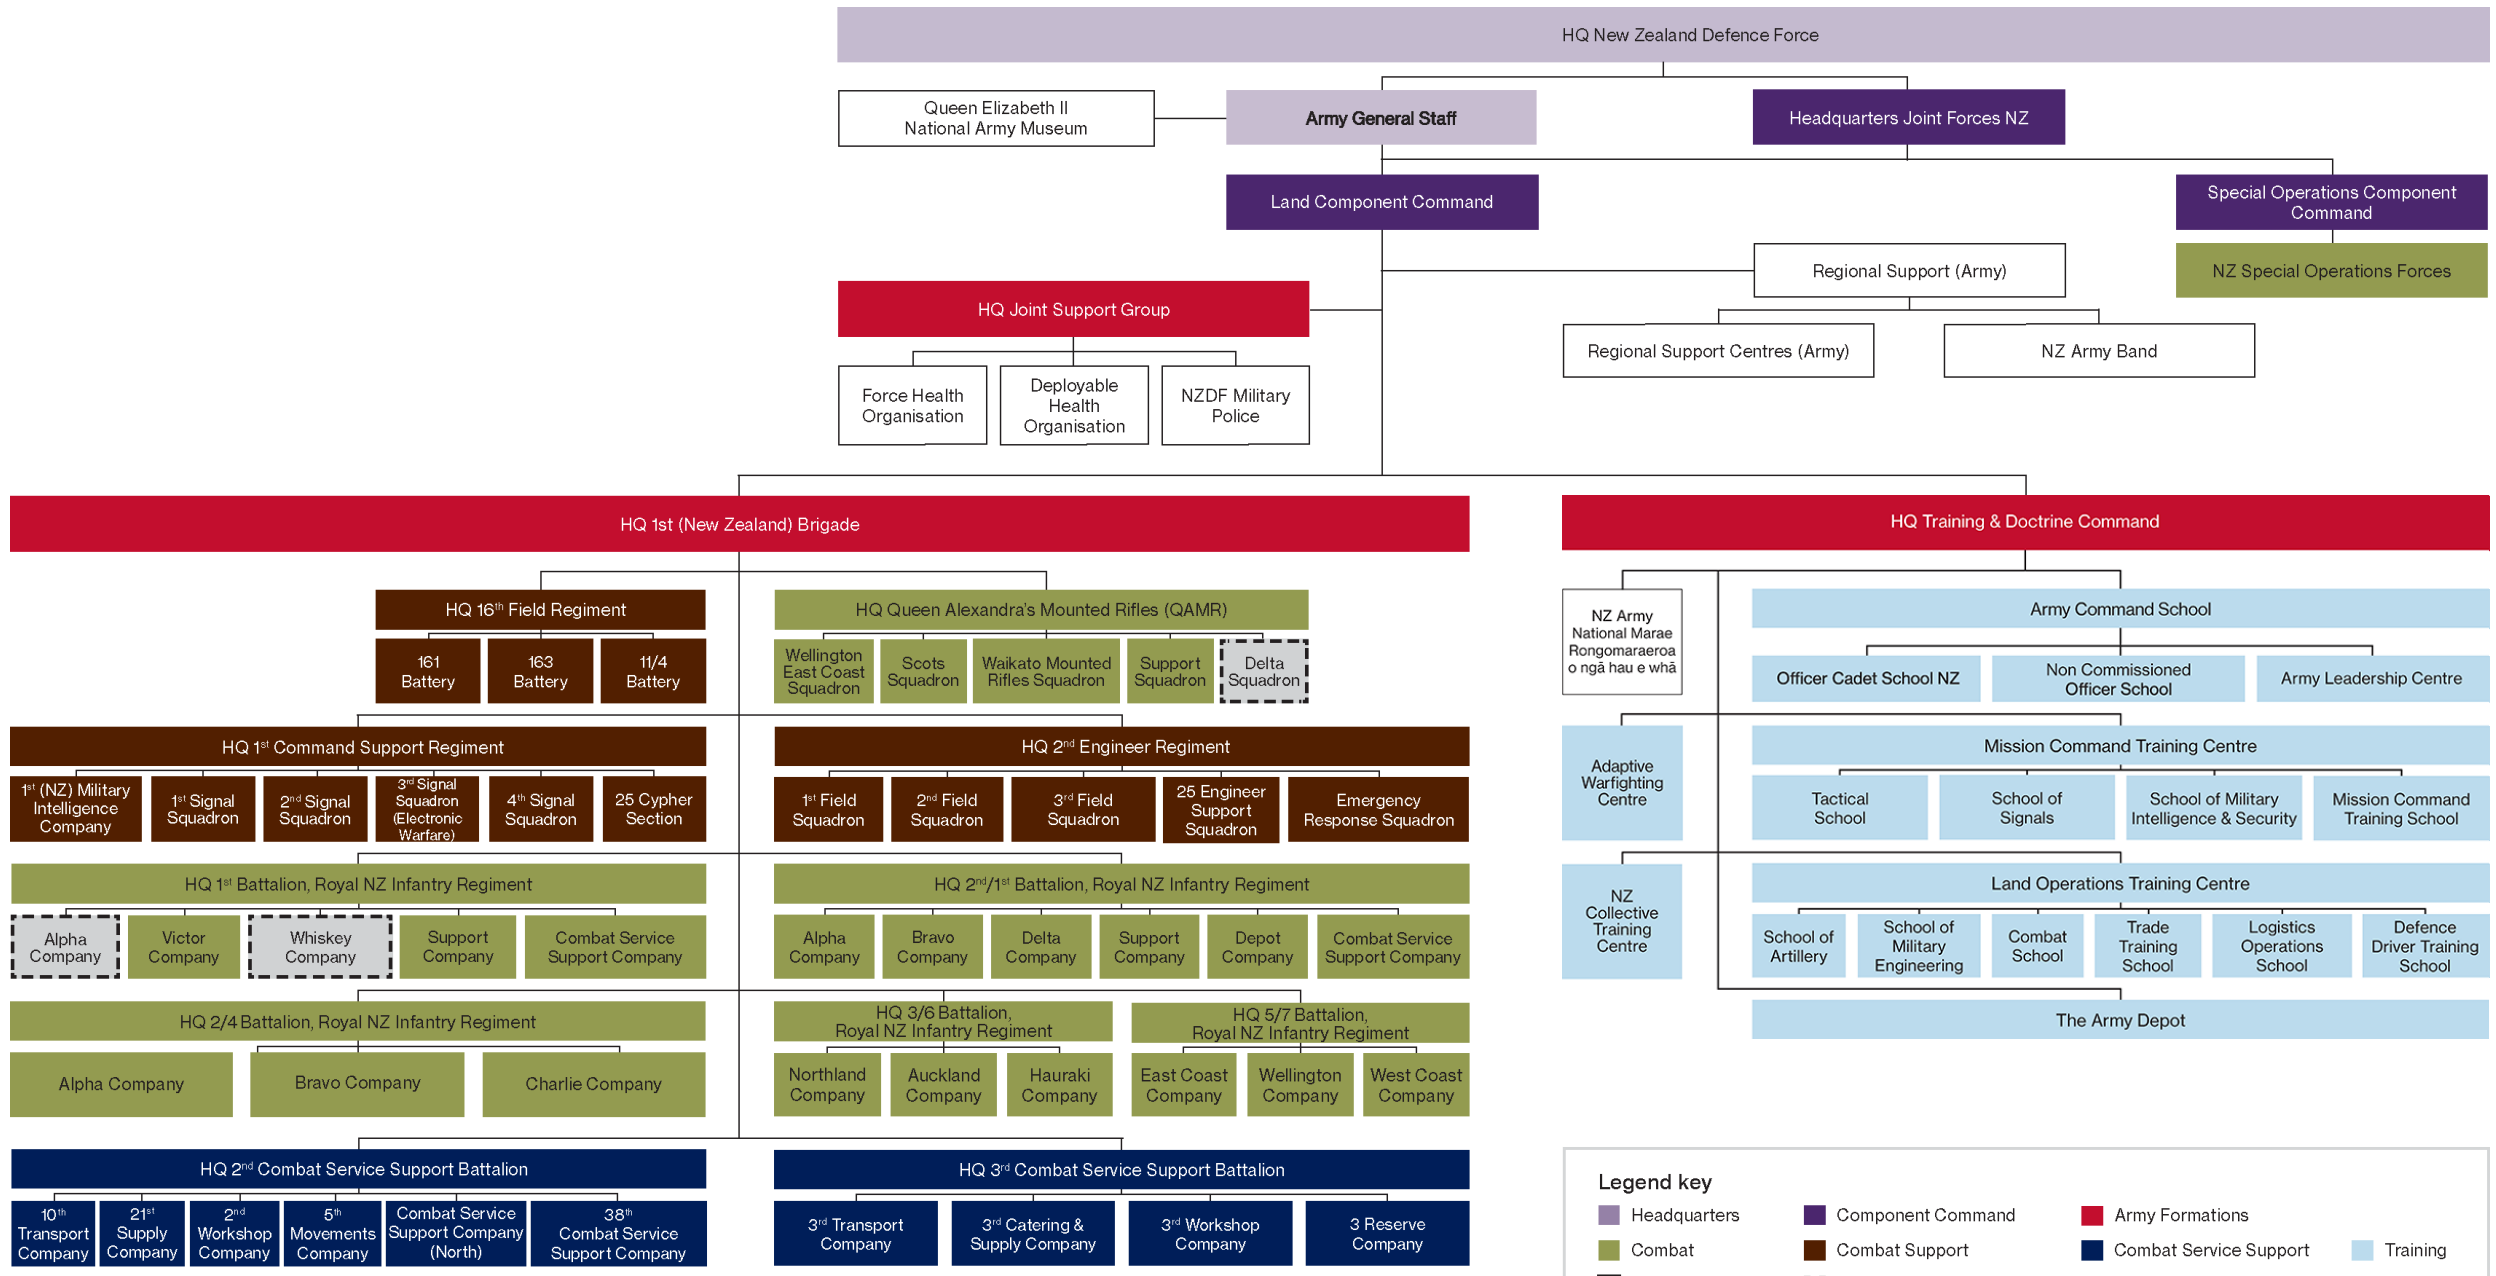 HQ New Zealand Defence Force
Queen Elizabeth II
National Army Museum
Army General Staff
Headquarters Joint Forces NZ
Land Component Command
Special Operations Component
Command
Regional Support (Army)
NZ Special Operations Forces
HQ Joint Support Group
Regional Support Centres (Army)
NZ Army Band
Force Health
Organisation
Deployable
Health
Organisation
NZDF Military
Police
HQ 1st (New Zealand) Brigade
HQ 16th Field Regiment
161
Battery
163
Battery
11/4
Battery
HQ Queen Alexandra's Mounted Rifles (QAMR)
Wellington
East Coast
Squadron
Scots
Squadron
Waikato Mounted
Rifles Squadron
Support
Squadron
Delta
Squadron
HQ 1st Command Support Regiment
1st (NZ) Military
Intelligence
Company
1st Signal
Squadron
2nd Signal
Squadron
3rd Signal
Squadron
(Electronic
Warfare)
4th Signal
Squadron
25 Cypher
Section
HQ 2nd Engineer Regiment
1st Field
Squadron
2nd Field
Squadron
3rd Field
Squadron
25 Engineer
Support
Squadron
Emergency
Response Squadron
HQ 1st Battalion, Royal NZ Infantry Regiment
Alpha
Company
Victor
Company
Whiskey
Company
Support
Company
Combat Service
Support Company
HQ 2nd/1st Battalion, Royal NZ Infantry Regiment
Alpha
Company
Bravo
Company
Delta
Company
Support
Company
Depot
Company
Combat Service
Support Company
HQ 2/4 Battalion, Royal NZ Infantry Regiment
Alpha Company
Bravo Company
Charlie Company
HQ 3/6 Battalion,
Royal NZ Infantry Regiment
Northland
Company
Auckland
Company
Hauraki
Company
HQ 5/7 Battalion,
Royal NZ Infantry Regiment
East Coast
Company
Wellington
Company
West Coast
Company
HQ 2nd Combat Service Support Battalion
10th
Transport
Company
21st
Supply
Company
2nd
Workshop
Company
5th
Movements
Company
Combat Service
Support Company
(North)
38th
Combat Service
Support Company
HQ 3rd Combat Service Support Battalion
3rd Transport
Company
3rd Catering &
Supply Company
3rd Workshop
Company
3 Reserve
Company
HQ Training & Doctrine Command
NZ Army
National Marae
Rongomaraeroa
o ngā hau e whā
Army Command School
Officer Cadet School NZ
Non Commissioned
Officer School
Army Leadership Centre
Adaptive
Warfighting
Centre
Mission Command Training Centre
Tactical
School
School of
Signals
School of Military
Intelligence & Security
Mission Command
Training School
NZ
Collective
Training
Centre
Land Operations Training Centre
School of
Artillery
School of
Military
Engineering
Combat
School
Trade
Training
School
Logistics
Operations
School
Defence
Driver Training
School
The Army Depot
Legend key
Headquarters
Component Command
Army Formations
Combat
Combat Support
Combat Service Support
Training